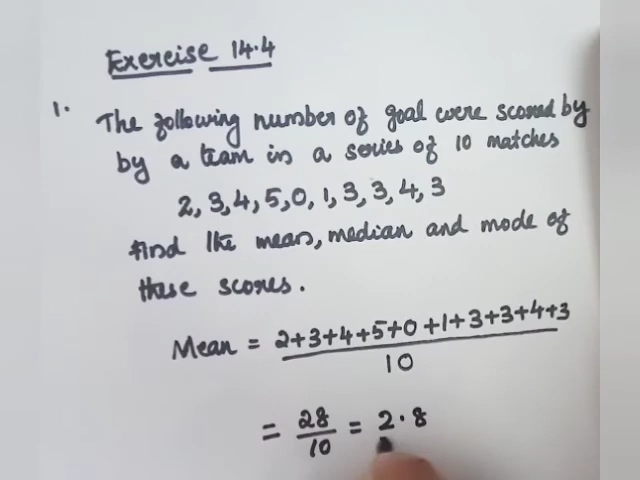 Exercise 14.4
1. The following number of goal were scored by
by a team in a series of 10 matches
2, 3, 4, 5, 0, 1, 3, 3, 4, 3
find the mean, median and mode of
these scores.
Mean = 2+3+4+5+0+1+3+3+4+3
10
= 28/10 = 2.8